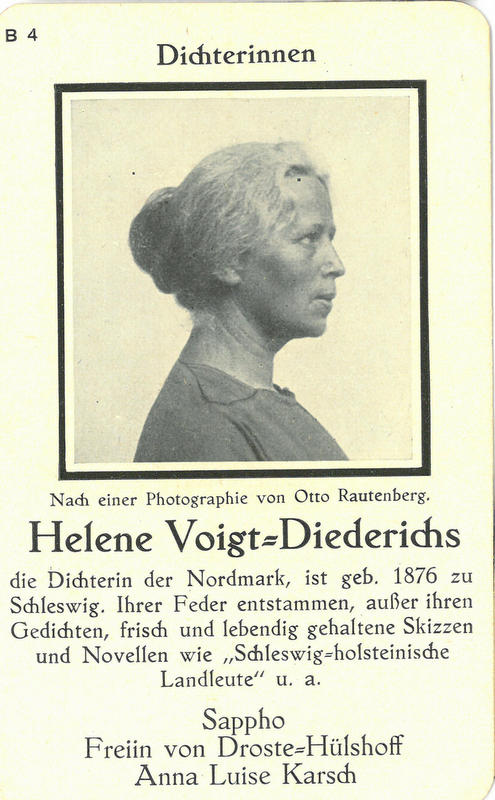 B 4
Dichterinnen
Nach einer Photographie von Otto Rautenberg.
Helene Voigt=Diederichs
die Dichterin der Nordmark, ist geb. 1876 zu
Schleswig. Ihrer Feder entstammen, außer ihren
Gedichten, frisch und lebendig gehaltene Skizzen
und Novellen wie „Schleswig=holsteinische
Landleute“ u. a.
Sappho
Freiin von Droste=Hülshoff
Anna Luise Karsch